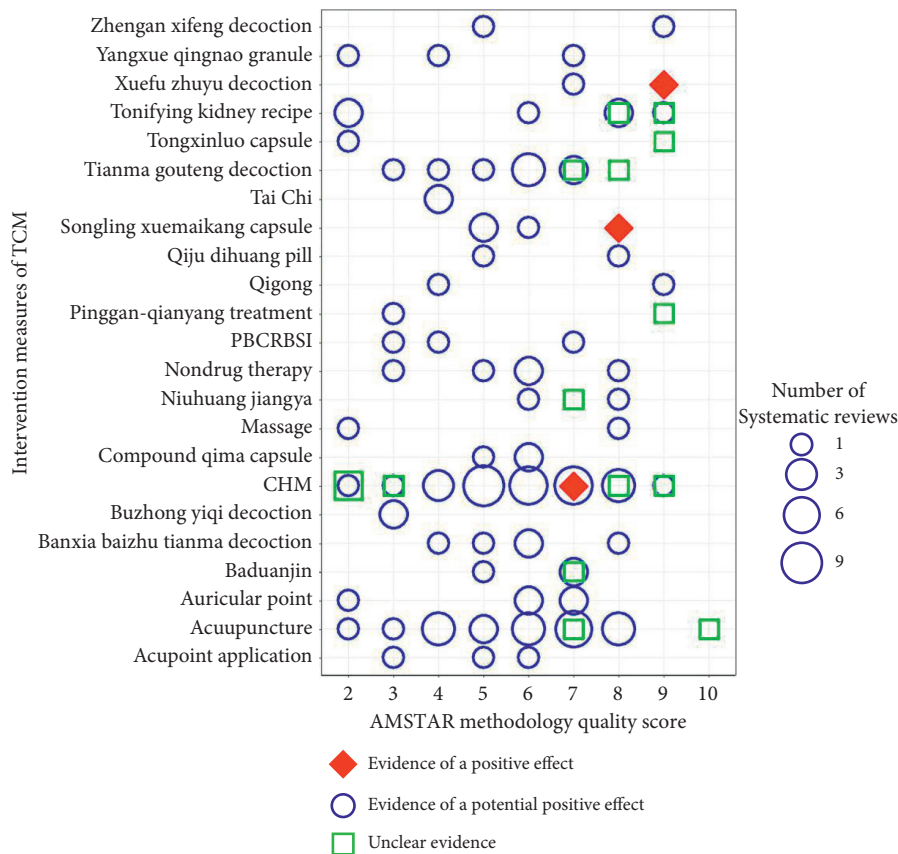 Zhengan xifeng decoction
Yangxue qingnao granule
Xuefu zhuyu decoction
Tonifying kidney recipe
Tongxinluo capsule
Tianma gouteng decoction
Tai Chi
Songling xuemaikang capsule
Qiju dihuang pill
Qigong
Pinggan-qianyang treatment
PBCRBSI
Nondrug therapy
Niuhuang jiangya
Massage
Compound qima capsule
CHM
Buzhong yiqi decoction
Banxia baizhu tianma decoction
Baduanjin
Auricular point
Acuupuncture
Acupoint application
Intervention measures of TCM
2 3 4 5 6 7 8 9 10
AMSTAR methodology quality score
Number of
Systematic reviews
1
3
6
9
Evidence of a positive effect
Evidence of a potential positive effect
Unclear evidence